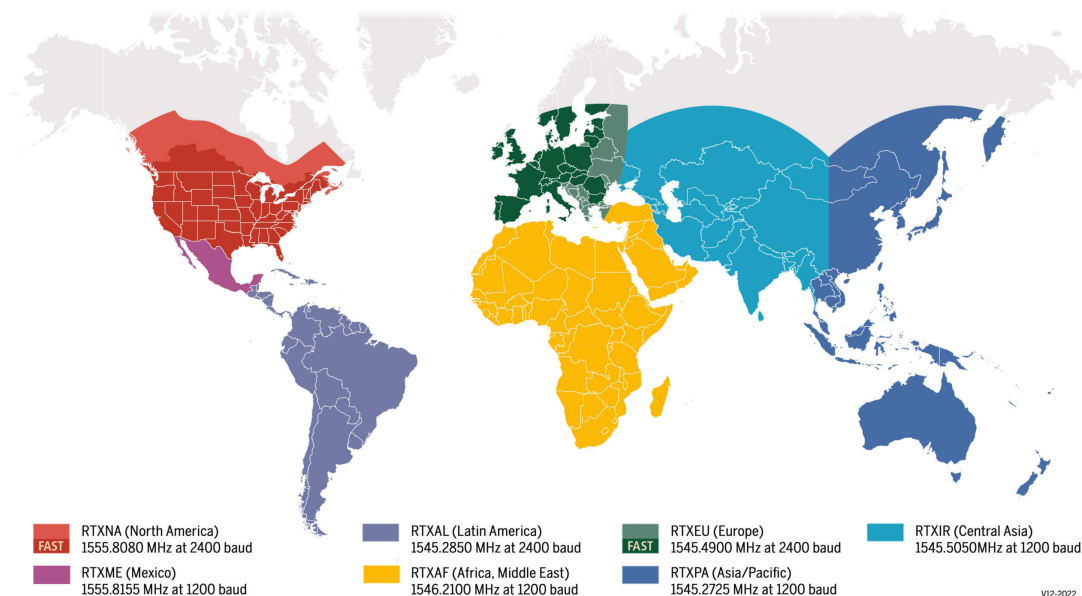 RTXNA (North America)
FAST
1555.8080 MHz at 2400 baud
RTXME (Mexico)
1555.8155 MHz at 1200 baud
RTXAL (Latin America)
1545.2850 MHz at 2400 baud
RTXAF (Africa, Middle East)
1546.2100 MHz at 1200 baud
RTXEU (Europe)
FAST
1545.4900 MHz at 2400 baud
RTXPA (Asia/Pacific)
1545.2725 MHz at 1200 baud
RTXIR (Central Asia)
1545.5050MHz at 1200 baud
V12-2022